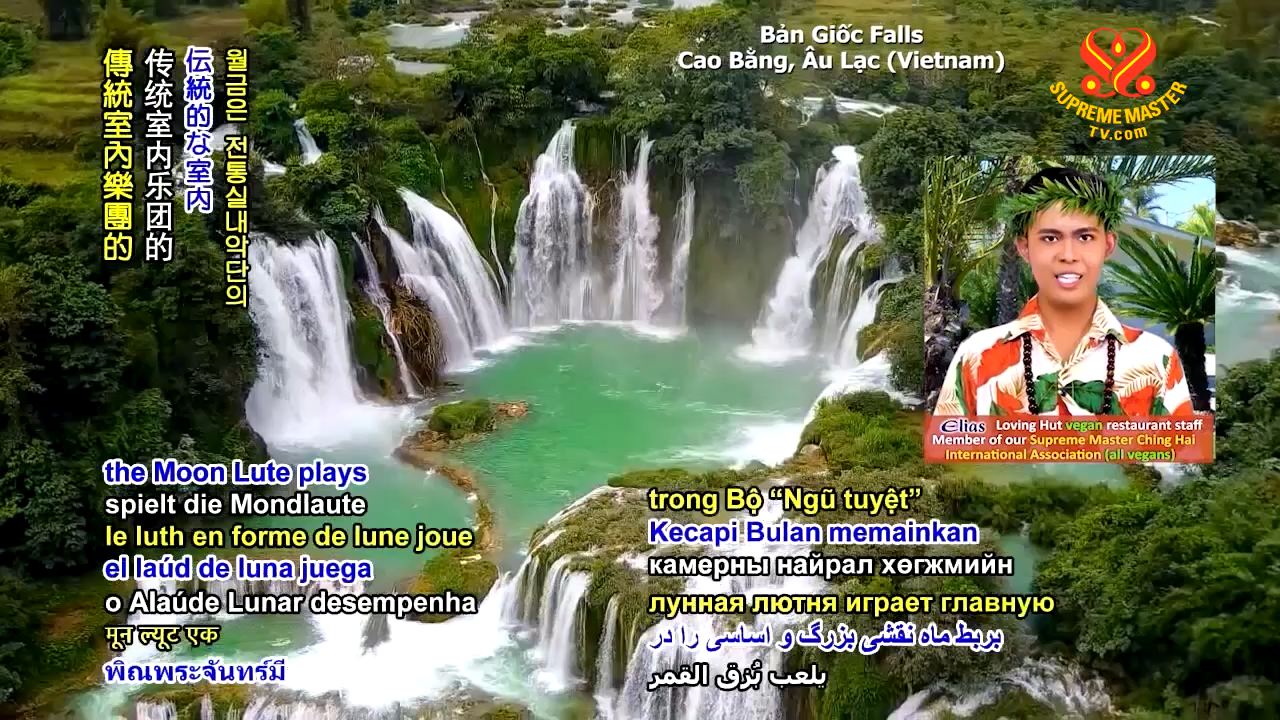 Bản Giốc Falls
Cao Bằng, Âu Lạc (Vietnam)
SUPREME MASTER
TV.com
傳統室內樂團的
传统室内乐团的
伝統的な室内
월금은 전통실내악단의
Elias Loving Hut vegan restaurant staff
Member of our Supreme Master Ching Hai
International Association (all vegans)
the Moon Lute plays
spielt die Mondlaute
le luth en forme de lune joue
el laúd de luna juega
o Alaúde Lunar desempenha
मून ल्यूट एक
พิณพระจันทร์มี
trong Bộ “Ngũ tuyệt”
Kecapi Bulan memainkan
камерны найрал хөгжмийн
лунная лютня играет главную
بربط ماه نقشی بزرگ و اساسی را در
يلعب بُزق القمر